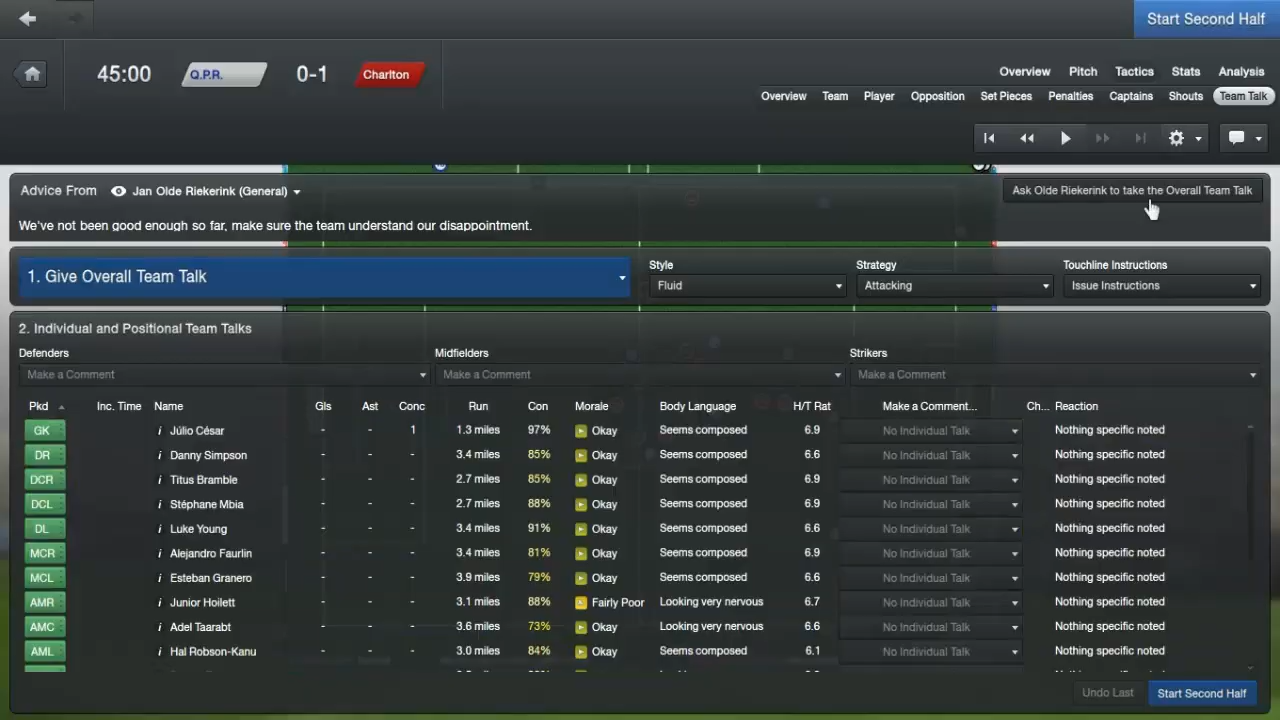 Start Second Half
45:00 Q.P.R. 0-1 Charlton
Overview Pitch Tactics Stats Analysis
Overview Team Player Opposition Set Pieces Penalties Captains Shouts Team Talk
Advice From Jan Olde Riekerink (General) Ask Olde Riekerink to take the Overall Team Talk
We've not been good enough so far, make sure the team understand our disappointment.
1. Give Overall Team Talk
Style Strategy Touchline Instructions
Fluid Attacking Issue Instructions
2. Individual and Positional Team Talks
Defenders Midfielders Strikers
Make a Comment Make a Comment Make a Comment
Pkd Inc. Time Name Gls Ast Conc Run Con Morale Body Language H/T Rat Make a Comment... Ch... Reaction
GK i Júlio César - - 1 1.3 miles 97% Okay Seems composed 6.9 No Individual Talk Nothing specific noted
DR i Danny Simpson - - - 3.4 miles 85% Okay Seems composed 6.6 No Individual Talk Nothing specific noted
DCR i Titus Bramble - - - 2.7 miles 85% Okay Seems composed 6.9 No Individual Talk Nothing specific noted
DCL i Stéphane Mbia - - - 2.7 miles 88% Okay Seems composed 6.9 No Individual Talk Nothing specific noted
DL i Luke Young - - - 3.4 miles 91% Okay Seems composed 6.6 No Individual Talk Nothing specific noted
MCR i Alejandro Faurlin - - - 3.4 miles 81% Okay Seems composed 6.9 No Individual Talk Nothing specific noted
MCL i Esteban Granero - - - 3.9 miles 79% Okay Seems composed 6.6 No Individual Talk Nothing specific noted
AMR i Junior Hoilett - - - 3.1 miles 88% Fairly Poor Looking very nervous 6.7 No Individual Talk Nothing specific noted
AMC i Adel Taarabt - - - 3.6 miles 73% Okay Looking very nervous 6.6 No Individual Talk Nothing specific noted
AML i Hal Robson-Kanu - - - 3.0 miles 84% Okay Seems composed 6.1 No Individual Talk Nothing specific noted
Undo Last Start Second Half